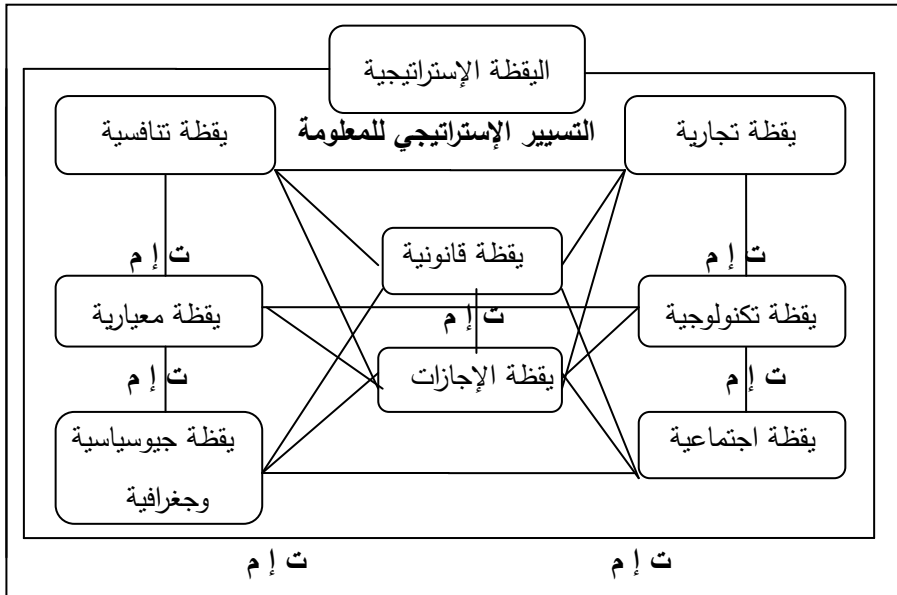 اليقظة الإستراتيجية
يقظة تجارية
التسيير الإستراتيجي للمعلومة
يقظة تنافسية
يقظة قانونية
ت إ م
ت إ م
يقظة تكنولوجية
ت إ م
يقظة معيارية
يقظة الإجازات
ت إ م
ت إ م
يقظة اجتماعية
يقظة جيوسياسية
وجغرافية
ت إ م
ت إ م